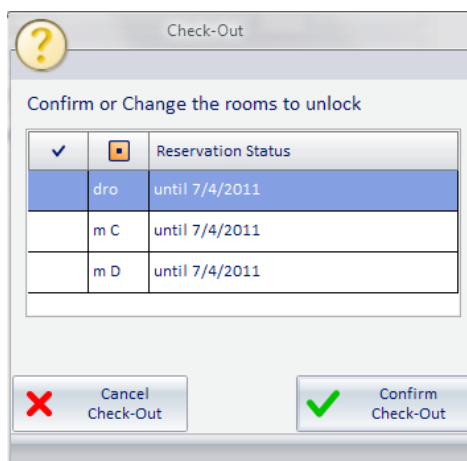 Check-Out
Confirm or Change the rooms to unlock
Reservation Status
dro until 7/4/2011
m C until 7/4/2011
m D until 7/4/2011
Cancel
Check-Out
Confirm
Check-Out